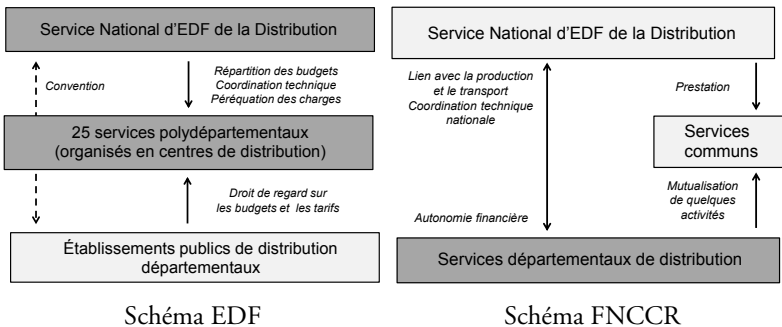 Service National d'EDF de la Distribution
Convention
Répartition des budgets
Coordination technique
Péréquation des charges
25 services polydépartementaux
(organisés en centres de distribution)
Droit de regard sur
les budgets et les tarifs
Établissements publics de distribution
départementaux
Schéma EDF
Service National d'EDF de la Distribution
Lien avec la production
et le transport
Coordination technique
nationale
Prestation
Services
communs
Mutualisation
de quelques
activités
Autonomie financière
Services départementaux de distribution
Schéma FNCCR